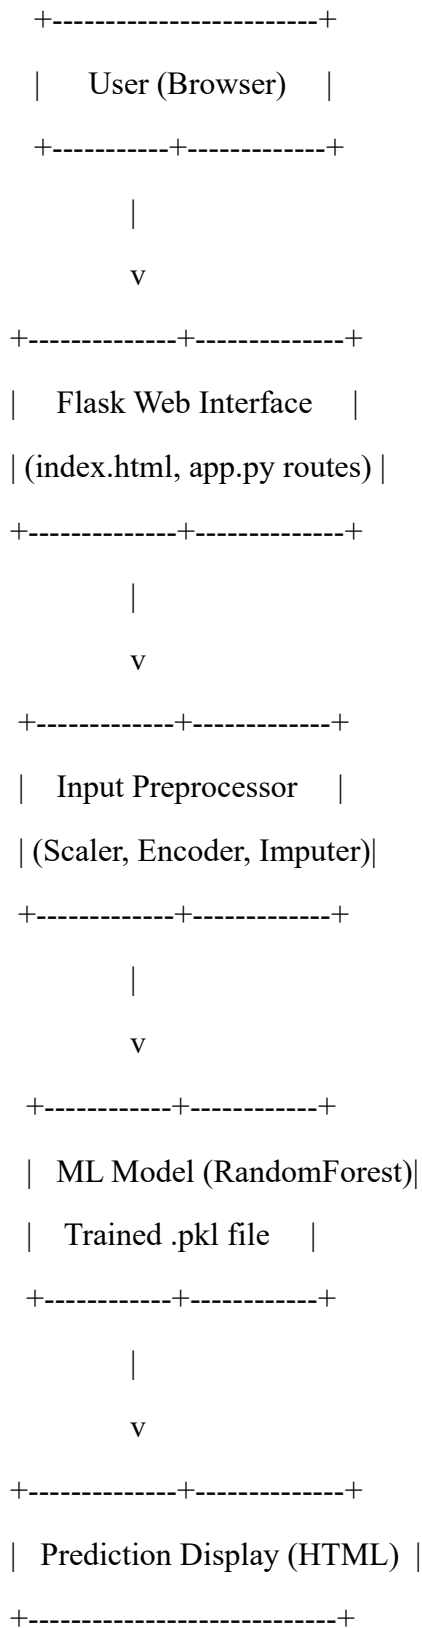 +-------------------------+
|      User (Browser)     |
+-----------+-------------+
|
v
+--------------+--------------+
|     Flask Web Interface     |
| (index.html, app.py routes) |
+--------------+--------------+
|
v
+-------------+-------------+
|    Input Preprocessor     |
| (Scaler, Encoder, Imputer)|
+-------------+-------------+
|
v
+------------+------------+
|   ML Model (RandomForest)|
|    Trained .pkl file     |
+------------+------------+
|
v
+--------------+--------------+
|   Prediction Display (HTML)  |
+-----------------------------+